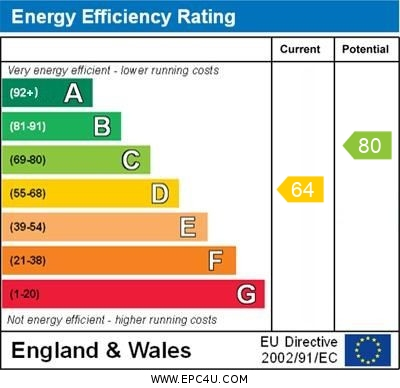 Energy Efficiency Rating
Current Potential
Very energy efficient - lower running costs
(92+) A
(81-91) B
(69-80) C
80
(55-68) D
64
(39-54) E
(21-38) F
(1-20) G
Not energy efficient - higher running costs
England & Wales
EU Directive
2002/91/EC
WWW.EPC4U.COM